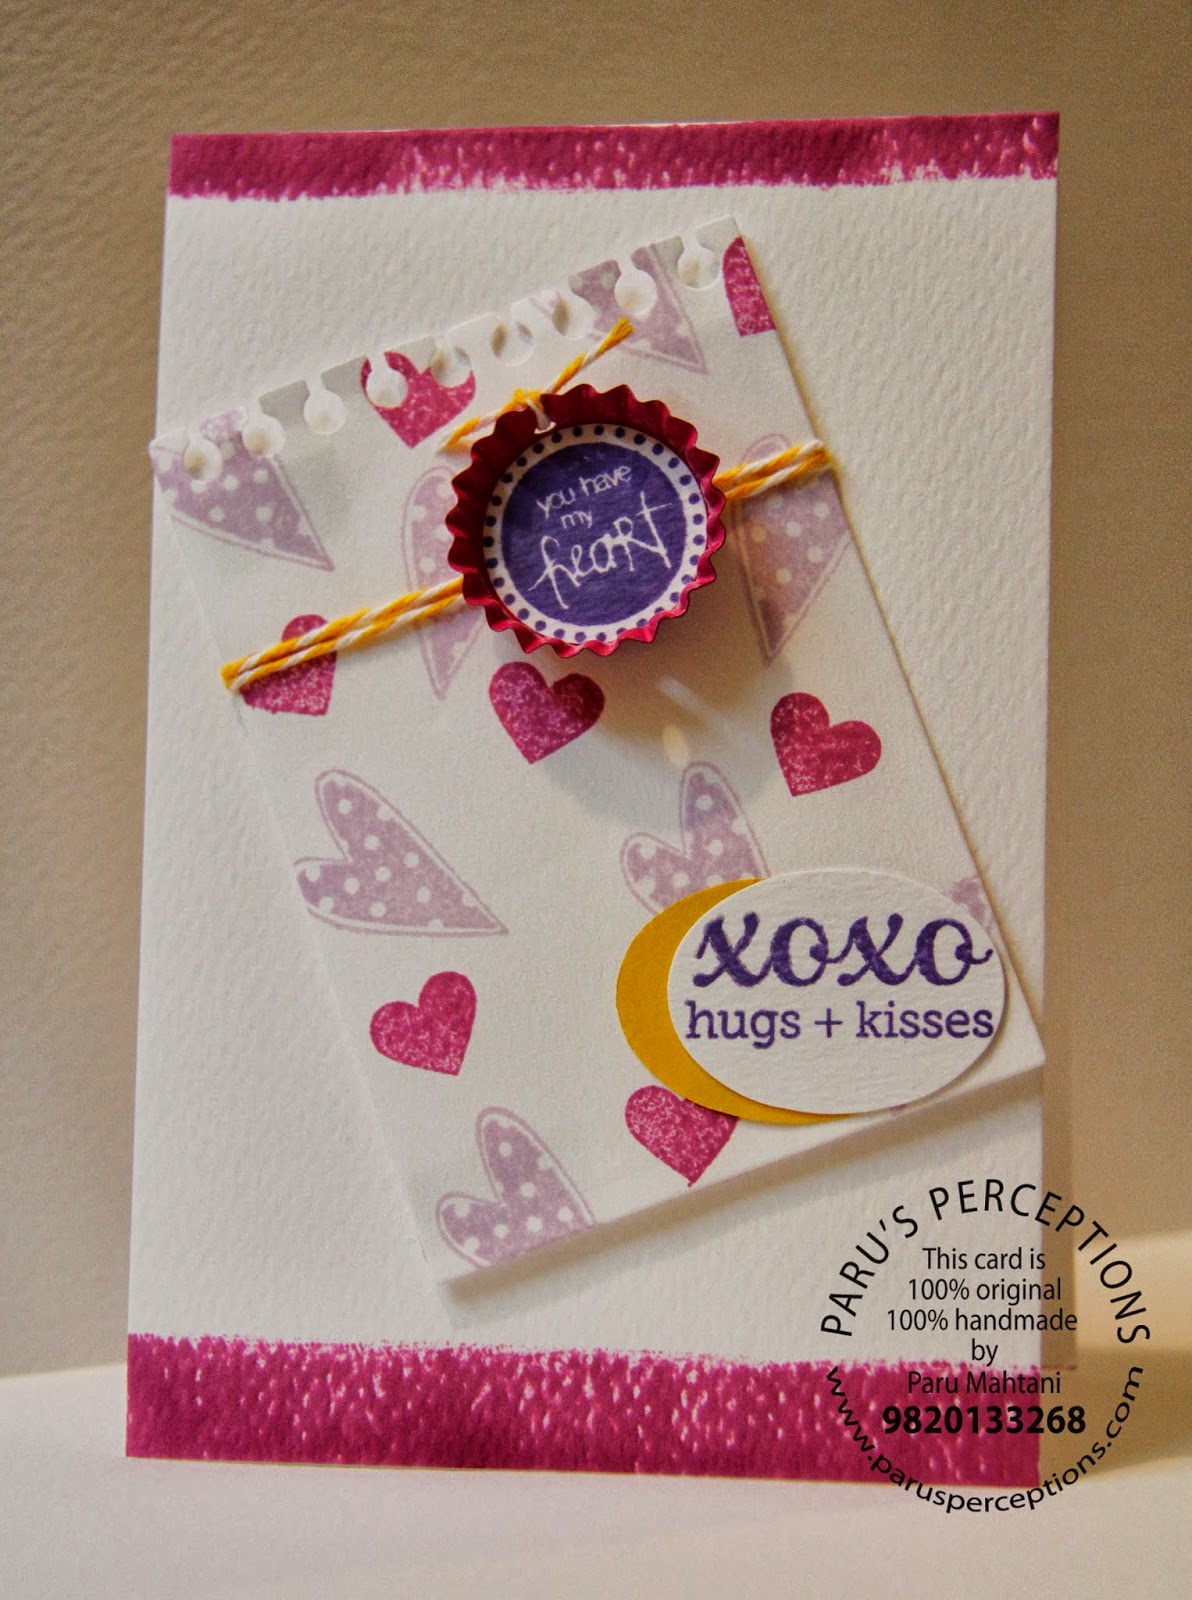 you have
my
heart
xoxo
hugs + kisses
PARU'S PERCEPTIONS
This card is
100% original
100% handmade
by
Paru Mahtani
9820133268
www.parusperceptions.com